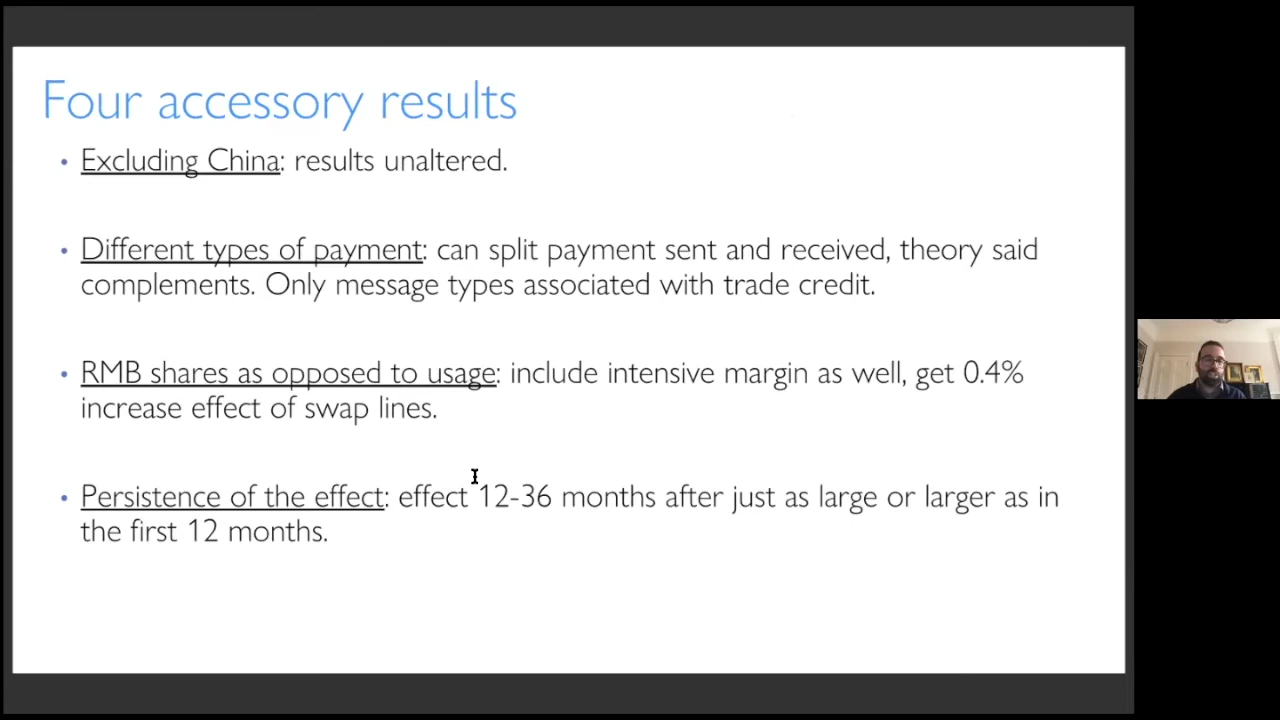 Four accessory results
• Excluding China: results unaltered.
• Different types of payment: can split payment sent and received, theory said
complements. Only message types associated with trade credit.
• RMB shares as opposed to usage: include intensive margin as well, get 0.4%
increase effect of swap lines.
• Persistence of the effect: effect 12-36 months after just as large or larger as in
the first 12 months.